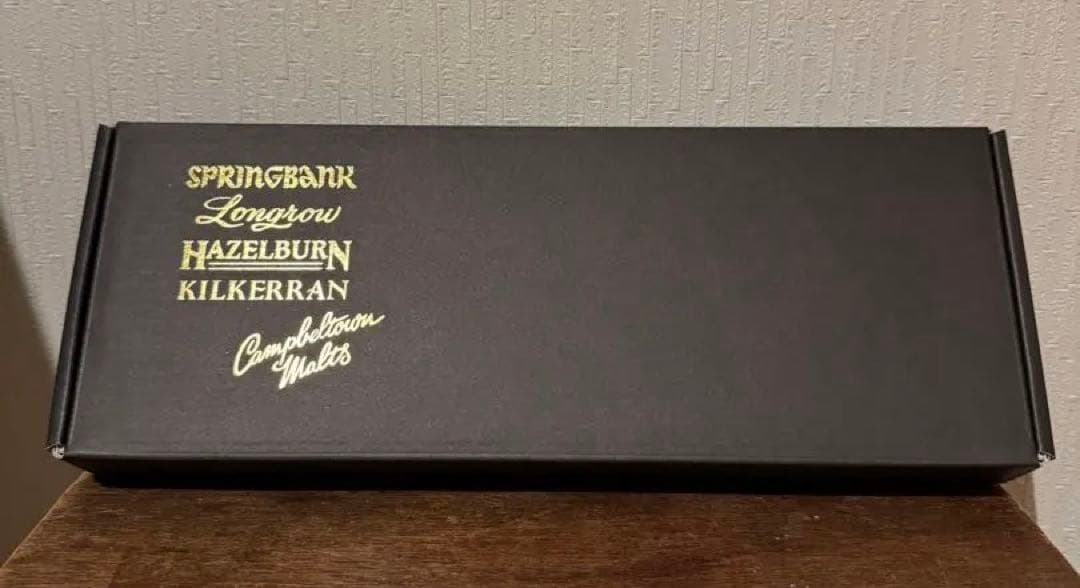 SPRINGBANK
Longrow
HAZELBURN
KILKERRAN
Campbeltown
Malts